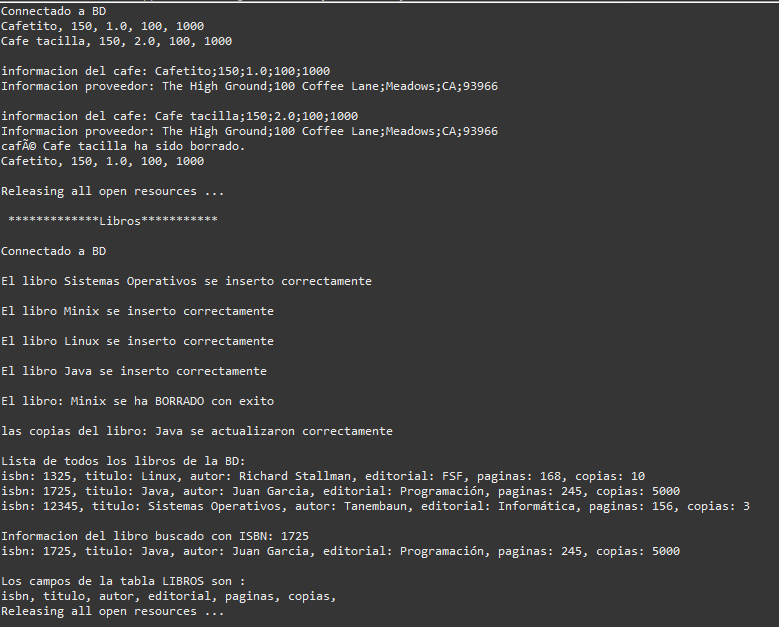 Connectado a BD
Cafetito, 150, 1.0, 100, 1000
Cafe tacilla, 150, 2.0, 100, 1000
informacion del cafe: Cafetito;150;1.0;100;1000
Informacion proveedor: The High Ground;100 Coffee Lane;Meadows;CA;93966
informacion del cafe: Cafe tacilla;150;2.0;100;1000
Informacion proveedor: The High Ground;100 Coffee Lane;Meadows;CA;93966
cafÃ© Cafe tacilla ha sido borrado.
Cafetito, 150, 1.0, 100, 1000
Releasing all open resources ...
*************Libros***********
Connectado a BD
El libro Sistemas Operativos se inserto correctamente
El libro Minix se inserto correctamente
El libro Linux se inserto correctamente
El libro Java se inserto correctamente
El libro: Minix se ha BORRADO con exito
las copias del libro: Java se actualizaron correctamente
Lista de todos los libros de la BD:
isbn: 1325, titulo: Linux, autor: Richard Stallman, editorial: FSF, paginas: 168, copias: 10
isbn: 1725, titulo: Java, autor: Juan Garcia, editorial: Programación, paginas: 245, copias: 5000
isbn: 12345, titulo: Sistemas Operativos, autor: Tanembaun, editorial: Informática, paginas: 156, copias: 3
Informacion del libro buscado con ISBN: 1725
isbn: 1725, titulo: Java, autor: Juan Garcia, editorial: Programación, paginas: 245, copias: 5000
Los campos de la tabla LIBROS son :
isbn, titulo, autor, editorial, paginas, copias,
Releasing all open resources ...